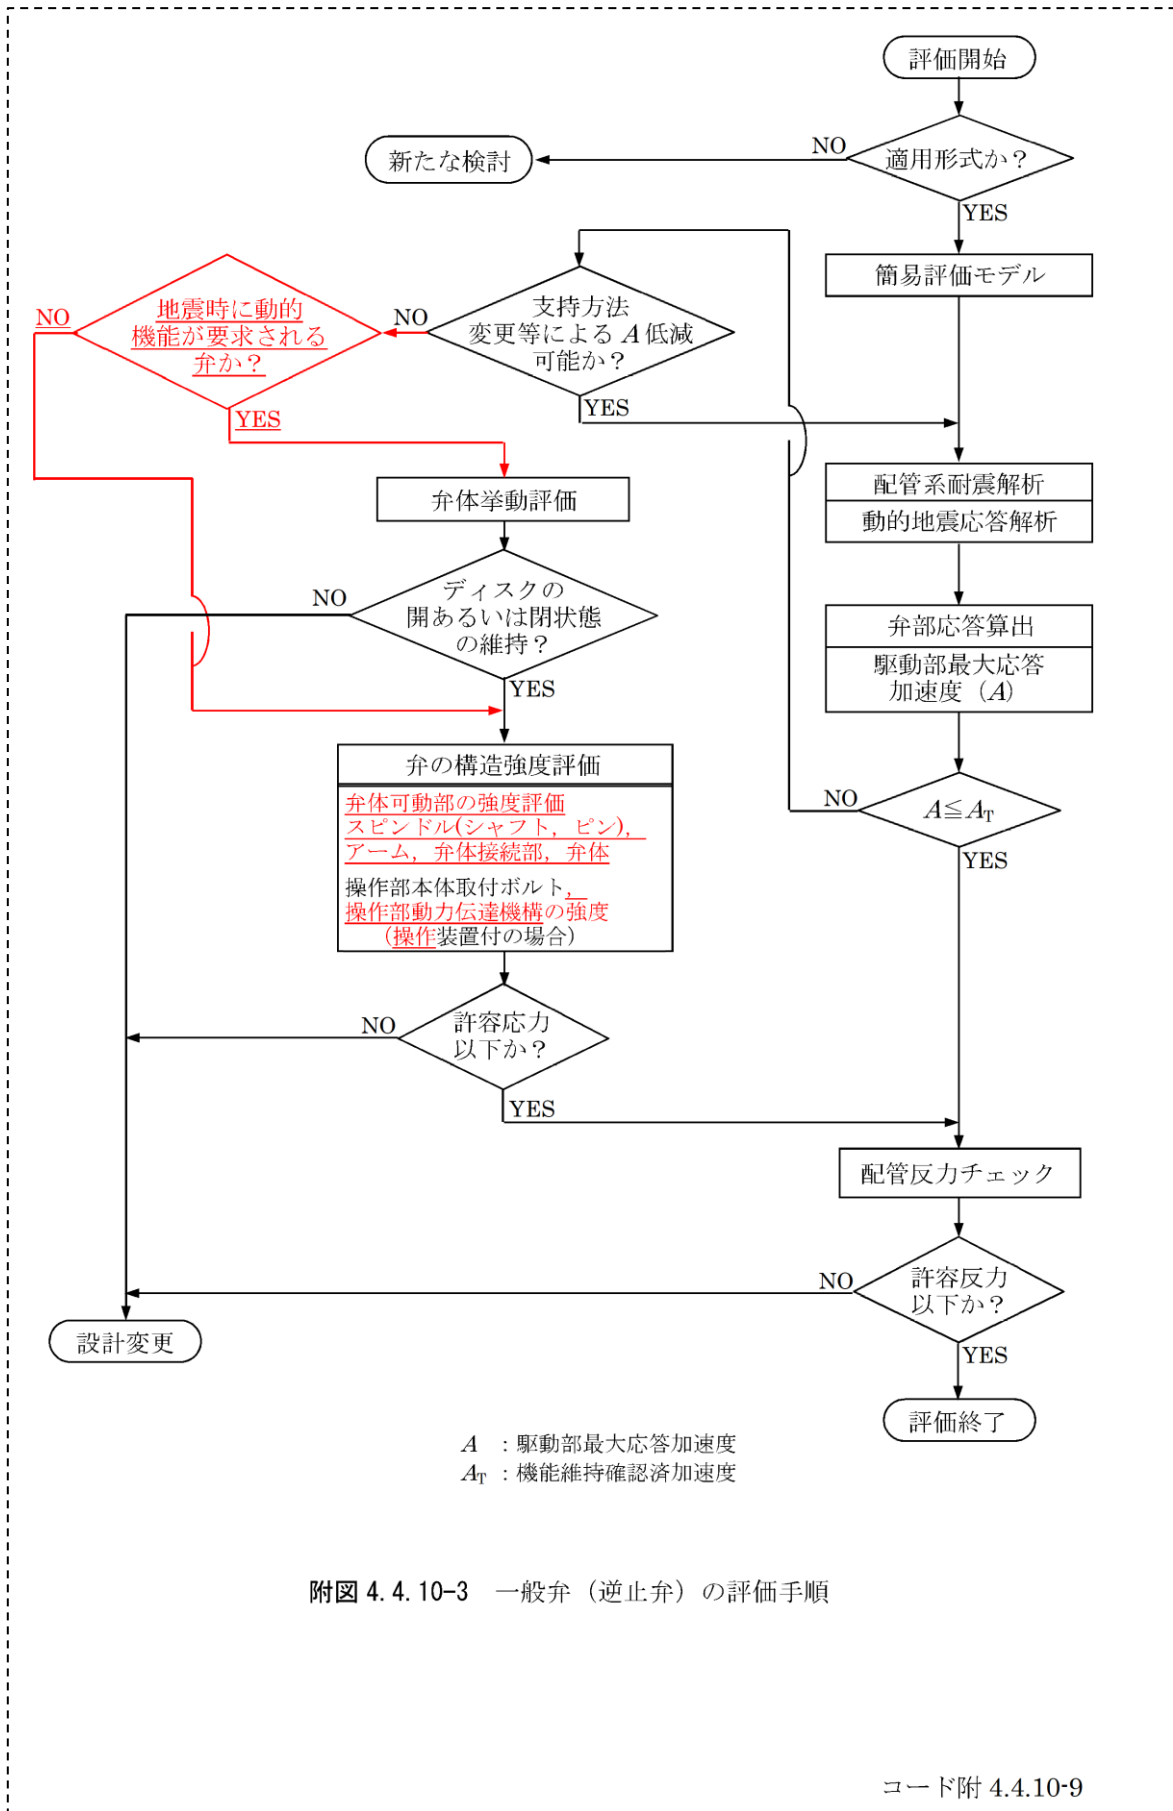 評価開始
適用形式か？
NO
新たな検討
YES
簡易評価モデル
支持方法
変更等による A 低減
可能か？
NO
YES
地震時に動的
機能が要求される
弁か？
NO
YES
弁体挙動評価
配管系耐震解析
動的地震応答解析
ディスクの
開あるいは閉状態
の維持？
NO
YES
弁部応答算出
駆動部最大応答
加速度（A）
弁の構造強度評価
弁体可動部の強度評価
スピンドル(シャフト，ピン)，
アーム，弁体接続部，弁体
操作部本体取付ボルト，
操作部動力伝達機構の強度
（操作装置付の場合）
A≦AT
NO
YES
許容応力
以下か？
NO
YES
配管反力チェック
許容反力
以下か？
NO
YES
設計変更
評価終了
A ：駆動部最大応答加速度
AT ：機能維持確認済加速度
附図 4.4.10-3 一般弁（逆止弁）の評価手順
コード附 4.4.10-9